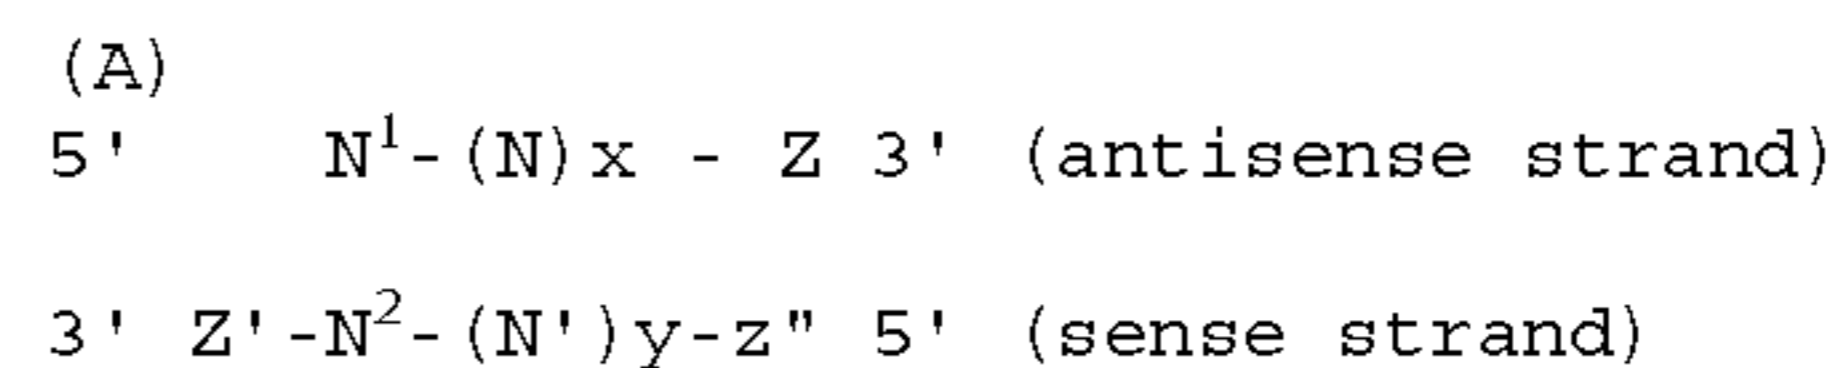 (A)
5' N¹-(N)x - Z 3' (antisense strand)
3' Z'-N²-(N')y-z" 5' (sense strand)